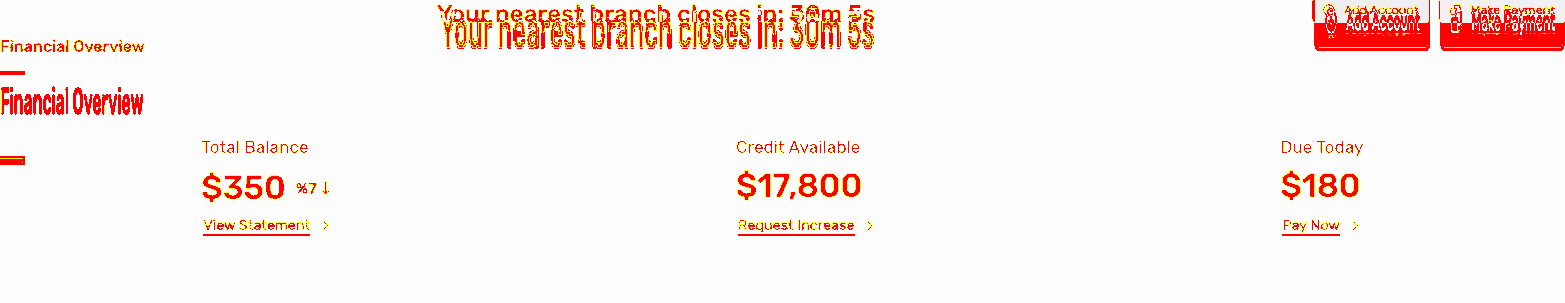 Your nearest branch closes in: 30m 5s
Add Account
Make Payment
Your nearest branch closes in: 30m 5s
Add Account
Make Payment
Financial Overview
Financial Overview
Total Balance
Credit Available
Due Today
$350 %7 ↓
$17,800
$180
View Statement >
Request Increase >
Pay Now >